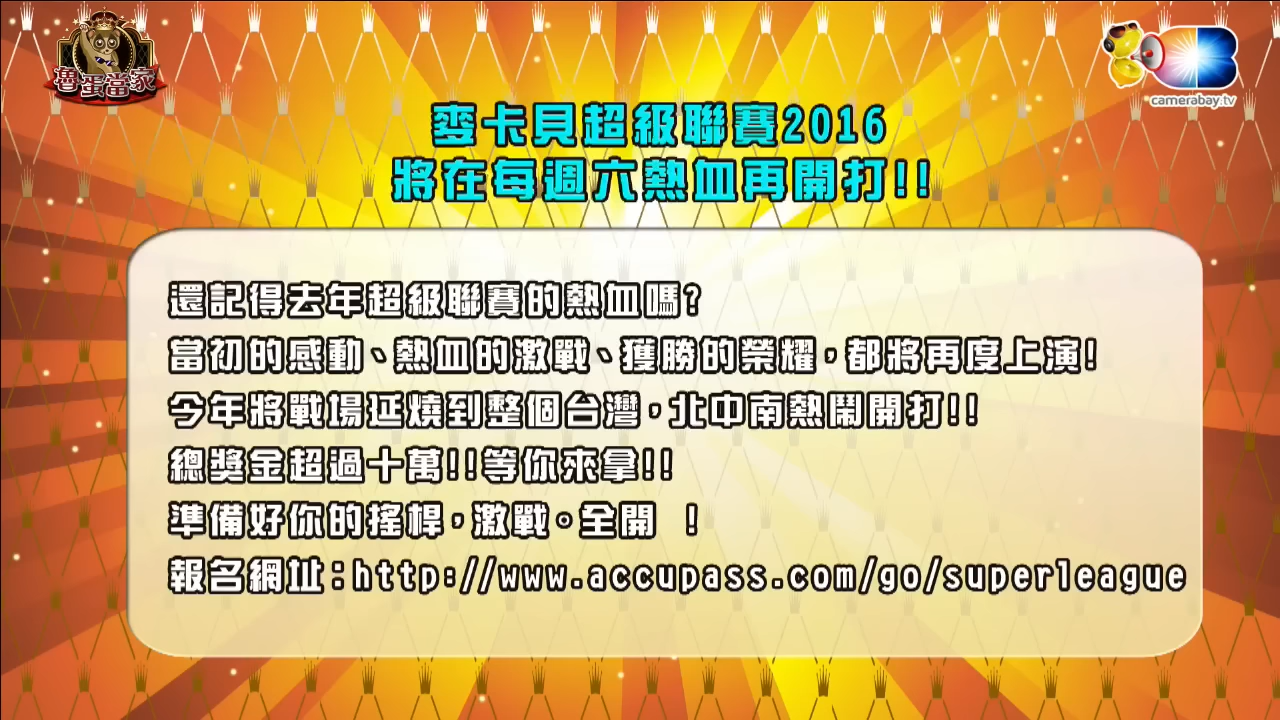 魯蛋當家
camerabay.tv
麥卡貝超級聯賽2016
將在每週六熱血再開打!!
還記得去年超級聯賽的熱血嗎?
當初的感動、熱血的激戰、獲勝的榮耀，都將再度上演!
今年將戰場延燒到整個台灣，北中南熱鬧開打!!
總獎金超過十萬!!等你來拿!!
準備好你的搖桿，激戰。全開 !
報名網址：http://www.accupass.com/go/superleague